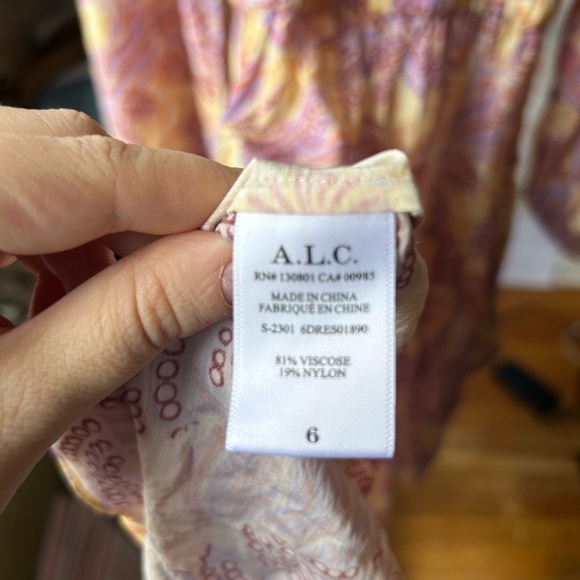 A.L.C.
RN# 130801 CA# 00985
MADE IN CHINA
FABRIQUÉ EN CHINE
S-2301 6DRES01890
81% VISCOSE
19% NYLON
6